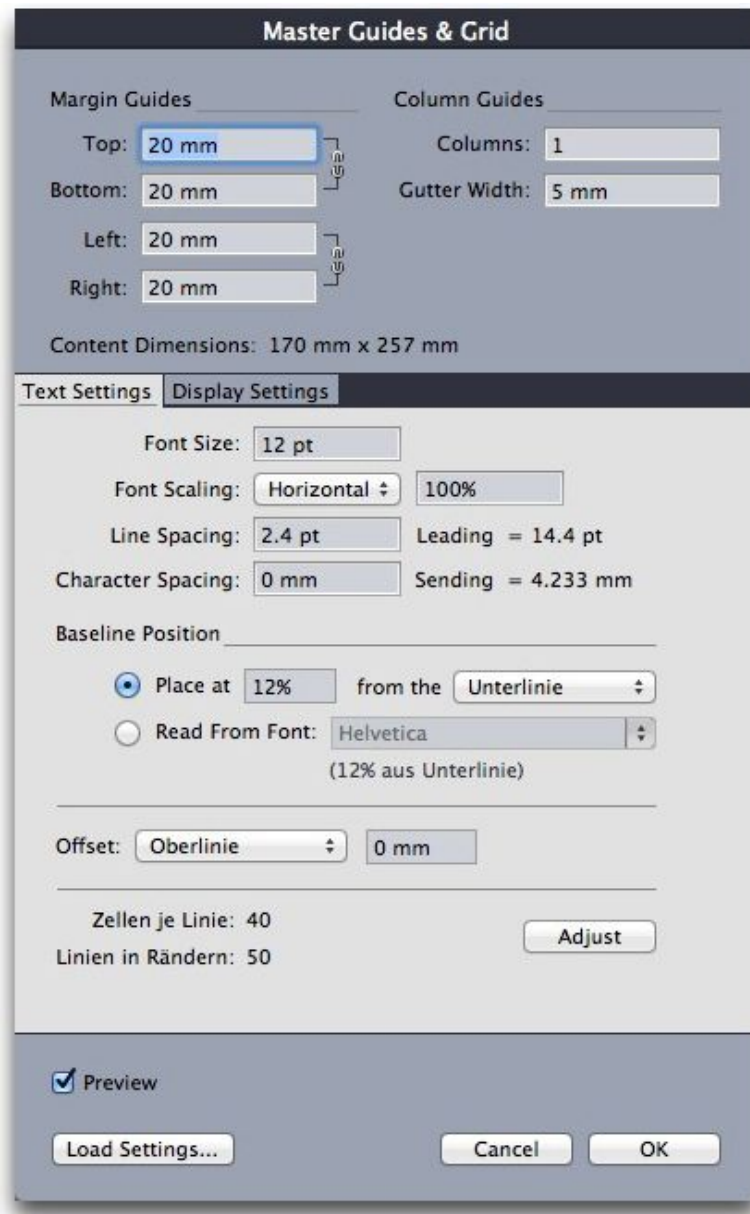 Master Guides & Grid
Margin Guides Column Guides
Top: 20 mm Columns: 1
Bottom: 20 mm Gutter Width: 5 mm
Left: 20 mm
Right: 20 mm
Content Dimensions: 170 mm x 257 mm
Text Settings Display Settings
Font Size: 12 pt
Font Scaling: Horizontal 100%
Line Spacing: 2.4 pt Leading = 14.4 pt
Character Spacing: 0 mm Sending = 4.233 mm
Baseline Position
Place at 12% from the Unterlinie
Read From Font: Helvetica
(12% aus Unterlinie)
Offset: Oberlinie 0 mm
Zellen je Linie: 40
Linien in Rändern: 50
Adjust
Preview
Load Settings... Cancel OK